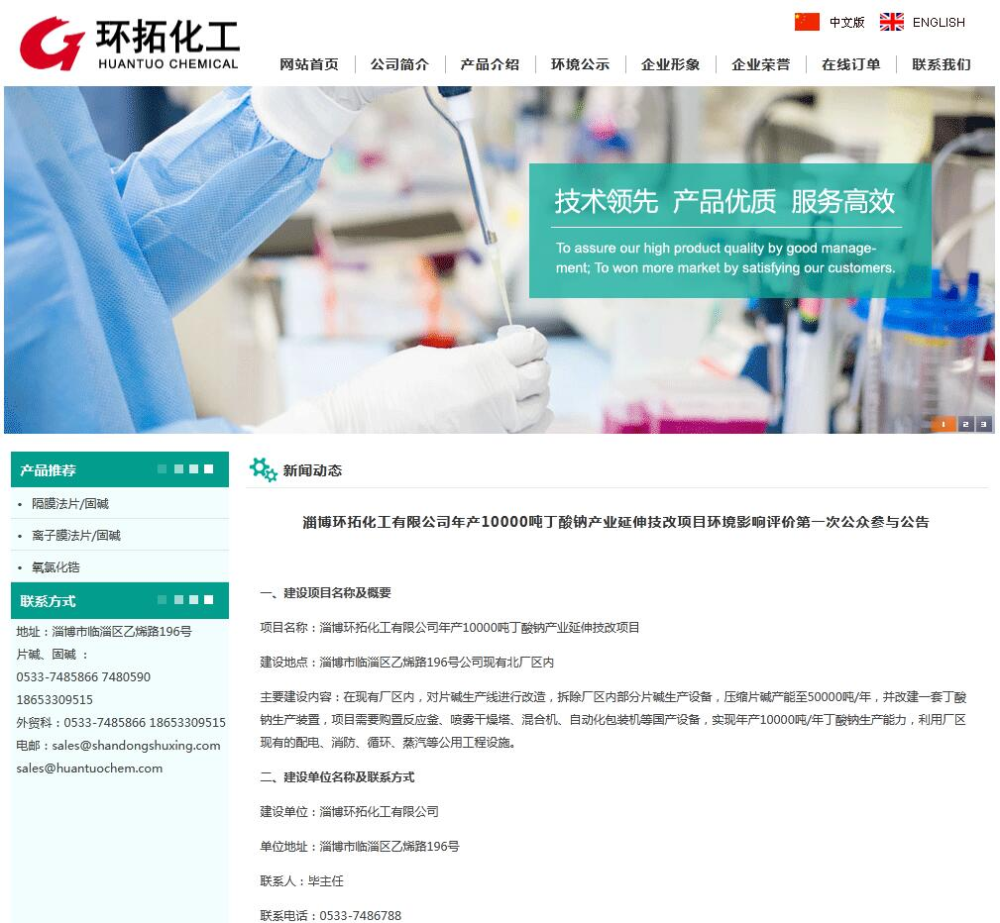 环拓化工
HUANTUO CHEMICAL
中文版 ENGLISH
网站首页 公司简介 产品介绍 环境公示 企业形象 企业荣誉 在线订单 联系我们
技术领先 产品优质 服务高效
To assure our high product quality by good manage-
ment; To won more market by satisfying our customers.
1 2 3
产品推荐
• 隔膜法片/固碱
• 离子膜法片/固碱
• 氧氯化锆
联系方式
地址：淄博市临淄区乙烯路196号
片碱、固碱 ：
0533-7485866 7480590
18653309515
外贸科：0533-7485866 18653309515
电邮：sales@shandongshuxing.com
sales@huantuochem.com
新闻动态
淄博环拓化工有限公司年产10000吨丁酸钠产业延伸技改项目环境影响评价第一次公众参与公告
一、建设项目名称及概要
项目名称：淄博环拓化工有限公司年产10000吨丁酸钠产业延伸技改项目
建设地点：淄博市临淄区乙烯路196号公司现有北厂区内
主要建设内容：在现有厂区内，对片碱生产线进行改造，拆除厂区内部分片碱生产设备，压缩片碱产能至50000吨/年，并改建一套丁酸
钠生产装置，项目需要购置反应釜、喷雾干燥塔、混合机、自动化包装机等国产设备，实现年产10000吨/年丁酸钠生产能力，利用厂区
现有的配电、消防、循环、蒸汽等公用工程设施。
二、建设单位名称及联系方式
建设单位：淄博环拓化工有限公司
单位地址：淄博市临淄区乙烯路196号
联系人：毕主任
联系电话：0533-7486788